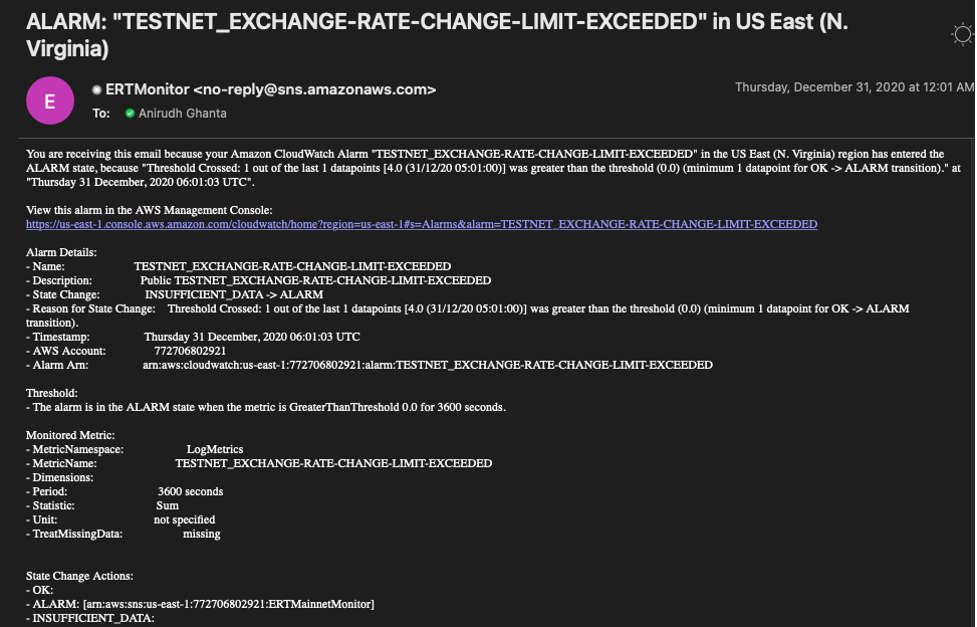 ALARM: "TESTNET_EXCHANGE-RATE-CHANGE-LIMIT-EXCEEDED" in US East (N.
Virginia)
E
ERTMonitor <no-reply@sns.amazonaws.com>
Thursday, December 31, 2020 at 12:01 AM
To: Anirudh Ghanta
You are receiving this email because your Amazon CloudWatch Alarm "TESTNET_EXCHANGE-RATE-CHANGE-LIMIT-EXCEEDED" in the US East (N. Virginia) region has entered the
ALARM state, because "Threshold Crossed: 1 out of the last 1 datapoints [4.0 (31/12/20 05:01:00)] was greater than the threshold (0.0) (minimum 1 datapoint for OK -> ALARM transition)." at
"Thursday 31 December, 2020 06:01:03 UTC".
View this alarm in the AWS Management Console:
https://us-east-1.console.aws.amazon.com/cloudwatch/home?region=us-east-1#s=Alarms&alarm=TESTNET_EXCHANGE-RATE-CHANGE-LIMIT-EXCEEDED
Alarm Details:
- Name: TESTNET_EXCHANGE-RATE-CHANGE-LIMIT-EXCEEDED
- Description: Public TESTNET_EXCHANGE-RATE-CHANGE-LIMIT-EXCEEDED
- State Change: INSUFFICIENT_DATA -> ALARM
- Reason for State Change: Threshold Crossed: 1 out of the last 1 datapoints [4.0 (31/12/20 05:01:00)] was greater than the threshold (0.0) (minimum 1 datapoint for OK -> ALARM
transition).
- Timestamp: Thursday 31 December, 2020 06:01:03 UTC
- AWS Account: 772706802921
- Alarm Arn: arn:aws:cloudwatch:us-east-1:772706802921:alarm:TESTNET_EXCHANGE-RATE-CHANGE-LIMIT-EXCEEDED
Threshold:
- The alarm is in the ALARM state when the metric is GreaterThanThreshold 0.0 for 3600 seconds.
Monitored Metric:
- MetricNamespace: LogMetrics
- MetricName: TESTNET_EXCHANGE-RATE-CHANGE-LIMIT-EXCEEDED
- Dimensions:
- Period: 3600 seconds
- Statistic: Sum
- Unit: not specified
- TreatMissingData: missing
State Change Actions:
- OK:
- ALARM: [arn:aws:sns:us-east-1:772706802921:ERTMainnetMonitor]
- INSUFFICIENT_DATA: